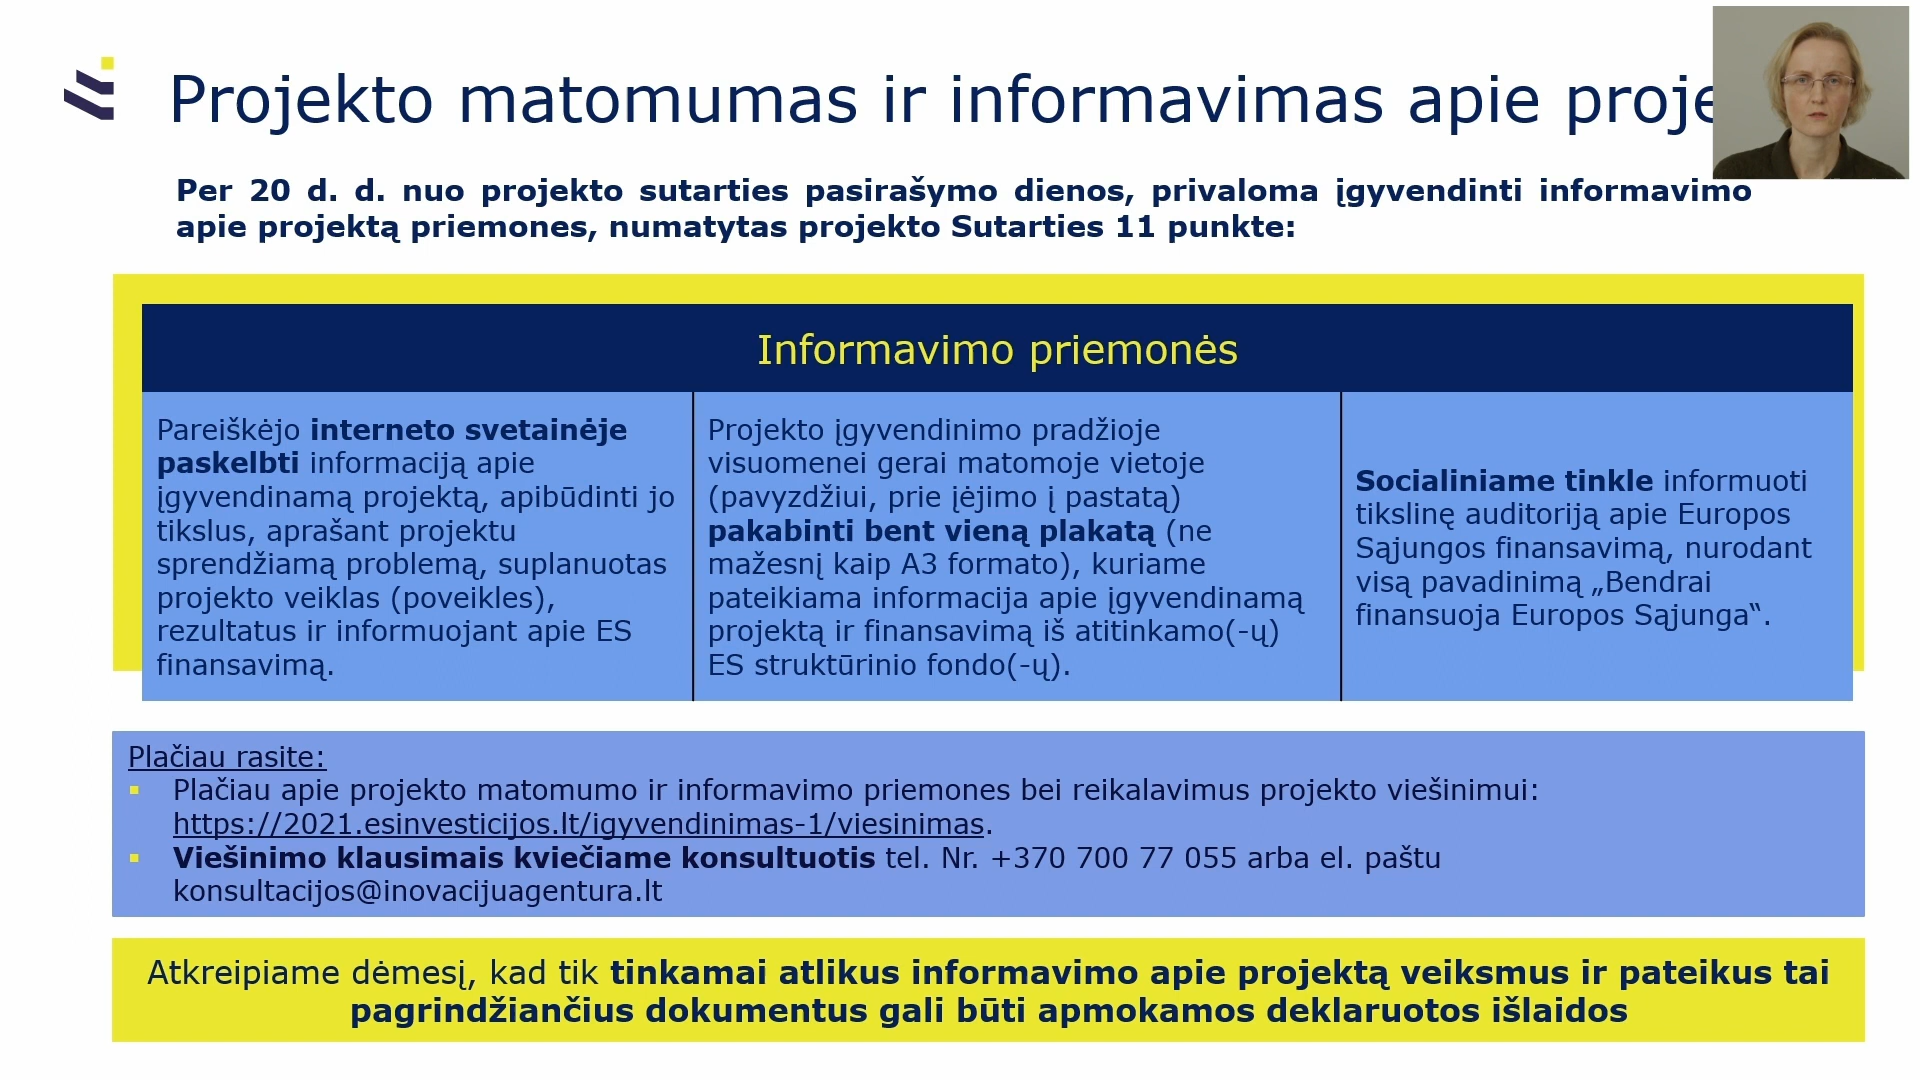 Projekto matomumas ir informavimas apie
Per 20 d. d. nuo projekto sutarties pasirašymo dienos, privaloma įgyvendinti informavimo
apie projektą priemones, numatytas projekto Sutarties 11 punkte:
Informavimo priemonės
Pareiškėjo interneto svetainėje
paskelbti informaciją apie
įgyvendinamą projektą, apibūdinti jo
tikslus, aprašant projektu
sprendžiamą problemą, suplanuotas
projekto veiklas (poveikles),
rezultatus ir informuojant apie ES
finansavimą.
Projekto įgyvendinimo pradžioje
visuomenei gerai matomoje vietoje
(pavyzdžiui, prie įėjimo į pastatą)
pakabinti bent vieną plakatą (ne
mažesnį kaip A3 formato), kuriame
pateikiama informacija apie įgyvendinamą
projektą ir finansavimą iš atitinkamo(-ų)
ES struktūrinio fondo(-ų).
Socialiniame tinkle informuoti
tikslinę auditoriją apie Europos
Sąjungos finansavimą, nurodant
visą pavadinimą „Bendrai
finansuoja Europos Sąjunga“.
Plačiau rasite:
Plačiau apie projekto matomumo ir informavimo priemones bei reikalavimus projekto viešinimui:
https://2021.esinvesticijos.lt/igyvendinimas-1/viesinimas.
Viešinimo klausimais kviečiame konsultuotis tel. Nr. +370 700 77 055 arba el. paštu
konsultacijos@inovacijuagentura.lt
Atkreipiame dėmesį, kad tik tinkamai atlikus informavimo apie projektą veiksmus ir pateikus tai
pagrindžiančius dokumentus gali būti apmokamos deklaruotos išlaidos